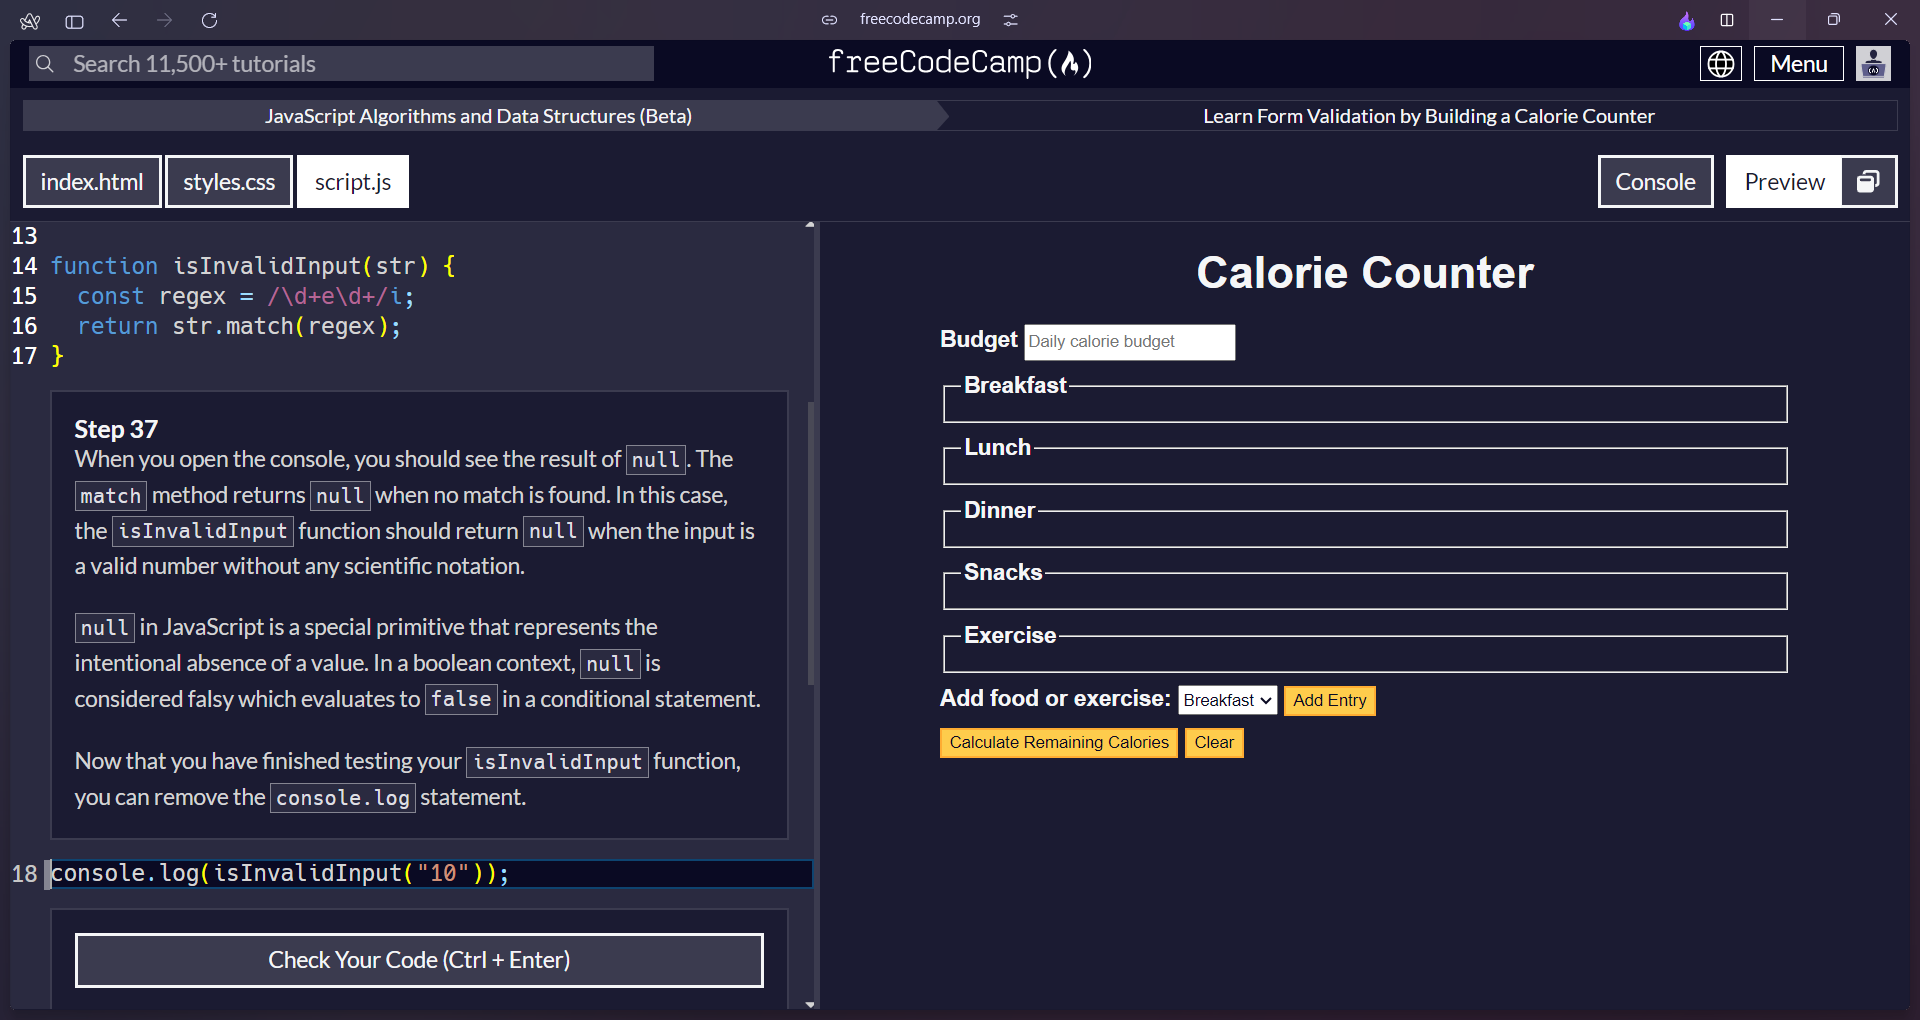 freecodecamp.org
Search 11,500+ tutorials
freeCodeCamp(🔥)
Menu
JavaScript Algorithms and Data Structures (Beta)
Learn Form Validation by Building a Calorie Counter
index.html
styles.css
script.js
Console
Preview
13
14 function isInvalidInput(str) {
15 const regex = /\d+e\d+/i;
16 return str.match(regex);
17 }
Step 37
When you open the console, you should see the result of null. The
match method returns null when no match is found. In this case,
the isInvalidInput function should return null when the input is
a valid number without any scientific notation.
null in JavaScript is a special primitive that represents the
intentional absence of a value. In a boolean context, null is
considered falsy which evaluates to false in a conditional statement.
Now that you have finished testing your isInvalidInput function,
you can remove the console.log statement.
18 console.log(isInvalidInput("10"));
Check Your Code (Ctrl + Enter)
Calorie Counter
Budget Daily calorie budget
Breakfast
Lunch
Dinner
Snacks
Exercise
Add food or exercise: Breakfast Add Entry
Calculate Remaining Calories Clear